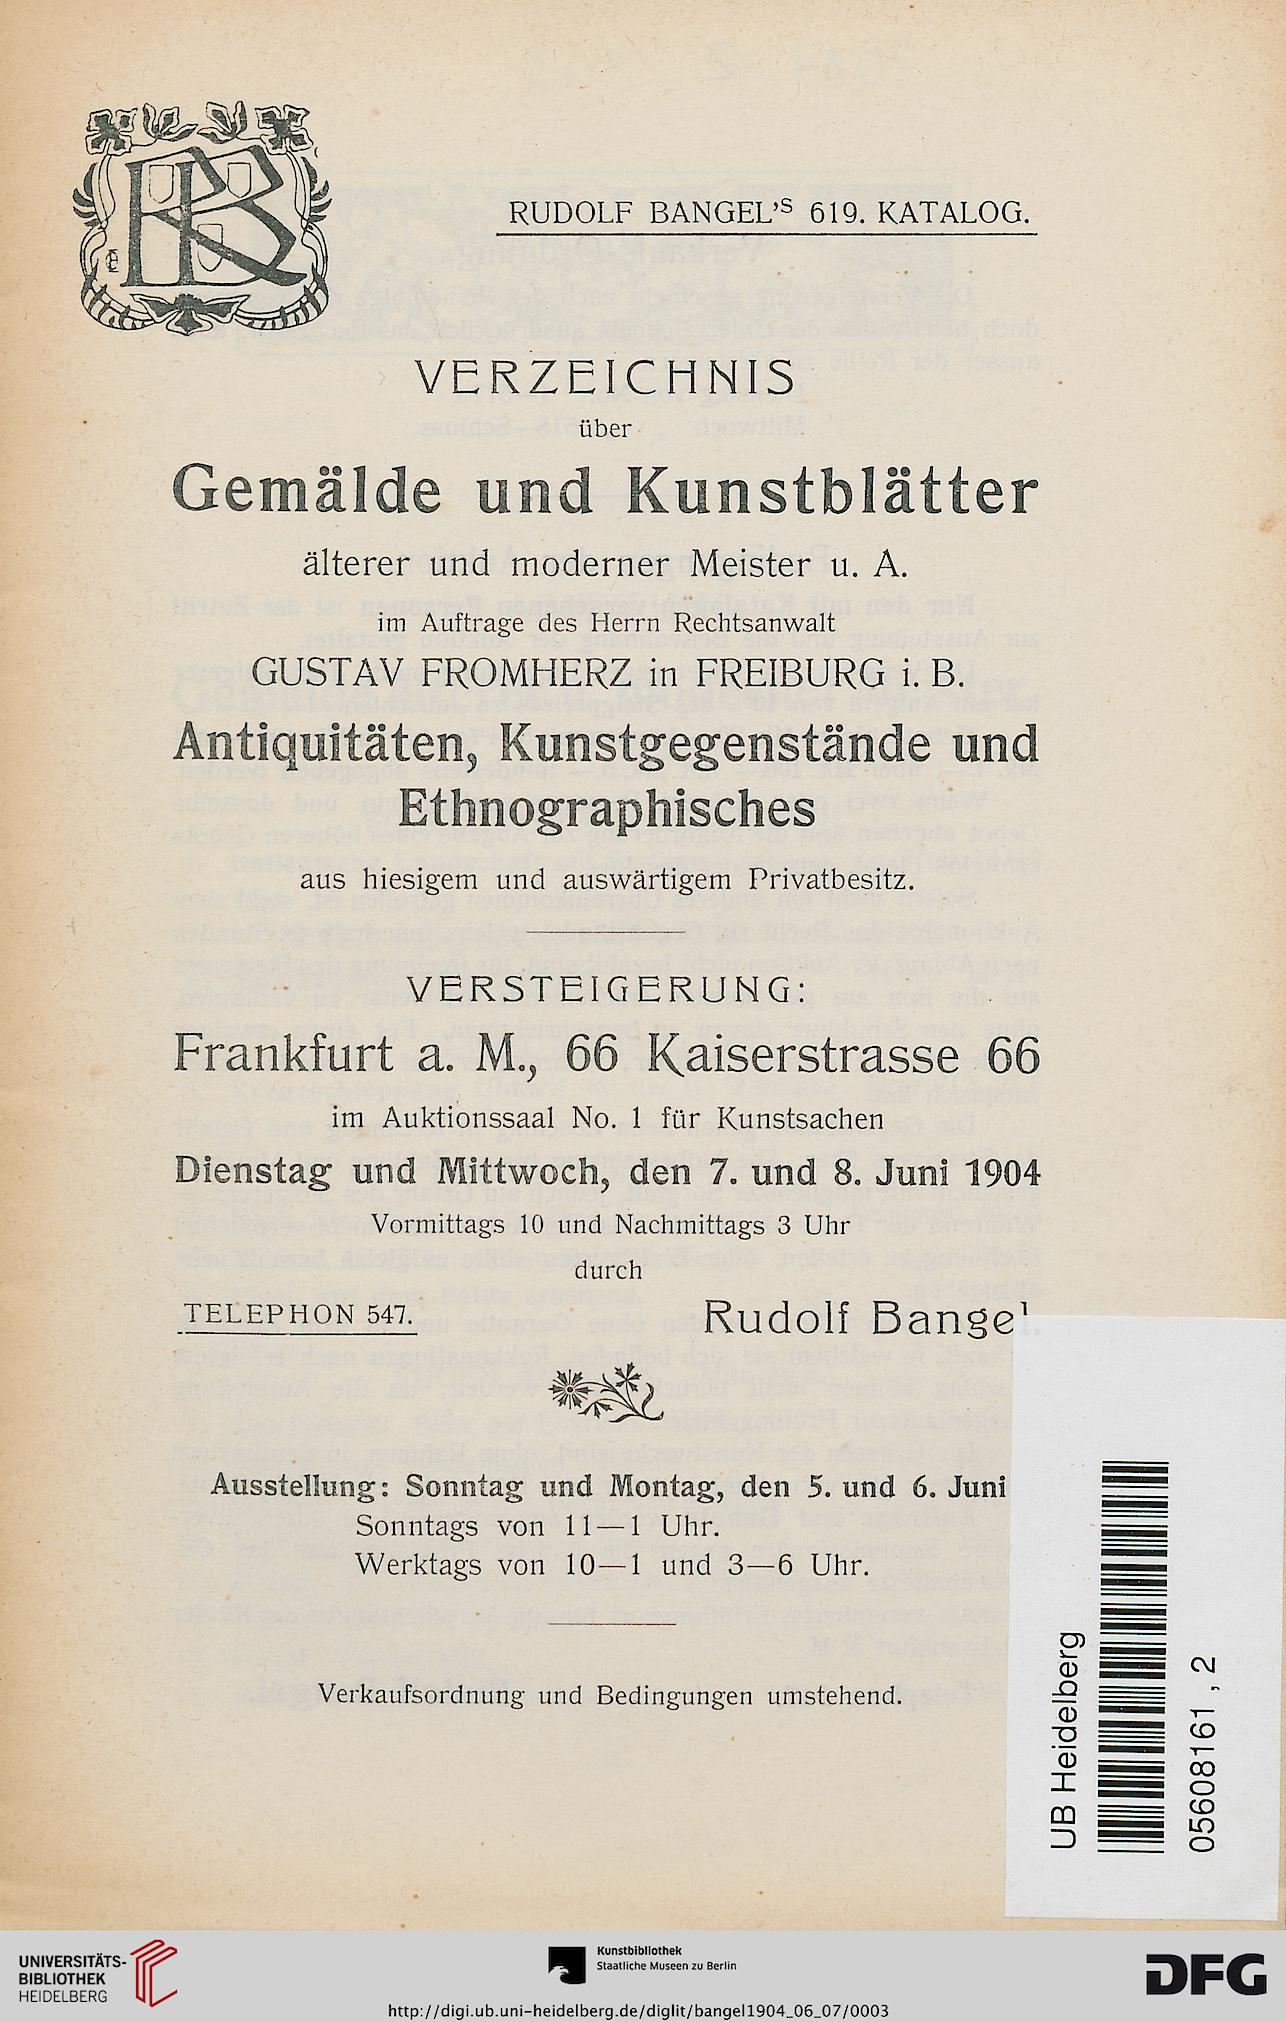 RUDOLF BANGEL'S 619. KATALOG.
VERZEICHNIS
über
Gemälde und Kunstblätter
älterer und moderner Meister u. A.
im Auftrage des Herrn Rechtsanwalt
GUSTAV FROMHERZ in FREIBURG i. B.
Antiquitäten, Kunstgegenstände und
Ethnographisches
aus hiesigem und auswärtigem Privatbesitz.
VERSTEIGERUNG:
Frankfurt a. M., 66 Kaiserstrasse 66
im Auktionssaal No. 1 für Kunstsachen
Dienstag und Mittwoch, den 7. und 8. Juni 1904
Vormittags 10 und Nachmittags 3 Uhr
durch
TELEPHON 547.
Rudolf Bangel.
Ausstellung: Sonntag und Montag, den 5. und 6. Juni
Sonntags von 11—1 Uhr.
Werktags von 10—1 und 3—6 Uhr.
Verkaufsordnung und Bedingungen umstehend.
UB Heidelberg
05608161,2
UNIVERSITÄTS-
BIBLIOTHEK
HEIDELBERG
Kunstbibliothek
Staatliche Museen zu Berlin
DFG
http://digi.ub.uni-heidelberg.de/diglit/bangel1904_06_07/0003